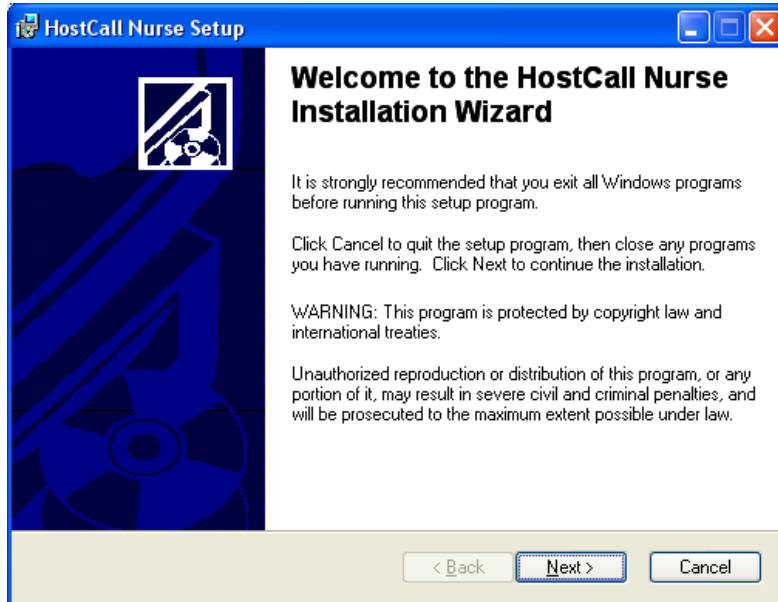 HostCall Nurse Setup
Welcome to the HostCall Nurse
Installation Wizard
It is strongly recommended that you exit all Windows programs
before running this setup program.
Click Cancel to quit the setup program, then close any programs
you have running.  Click Next to continue the installation.
WARNING: This program is protected by copyright law and
international treaties.
Unauthorized reproduction or distribution of this program, or any
portion of it, may result in severe civil and criminal penalties, and
will be prosecuted to the maximum extent possible under law.
< Back Next > Cancel